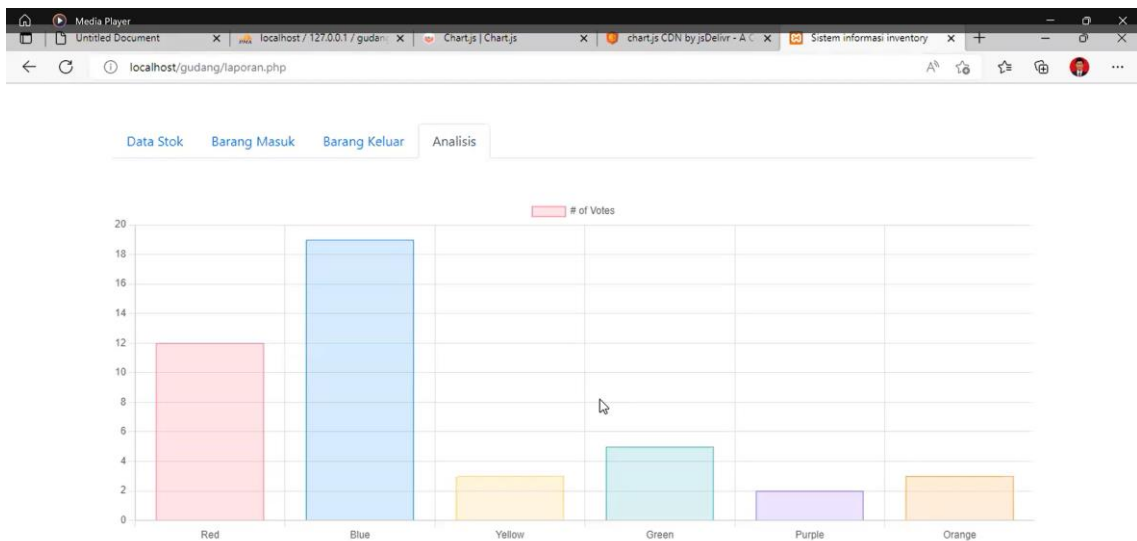 Media Player
Untitled Document
localhost / 127.0.0.1 / gudan
Chart.js | Chart.js
chart.js CDN by jsDelivr - A C
Sistem informasi inventory
localhost/gudang/laporan.php
Data Stok Barang Masuk Barang Keluar Analisis
# of Votes
20
18
16
14
12
10
8
6
4
2
0
Red Blue Yellow Green Purple Orange